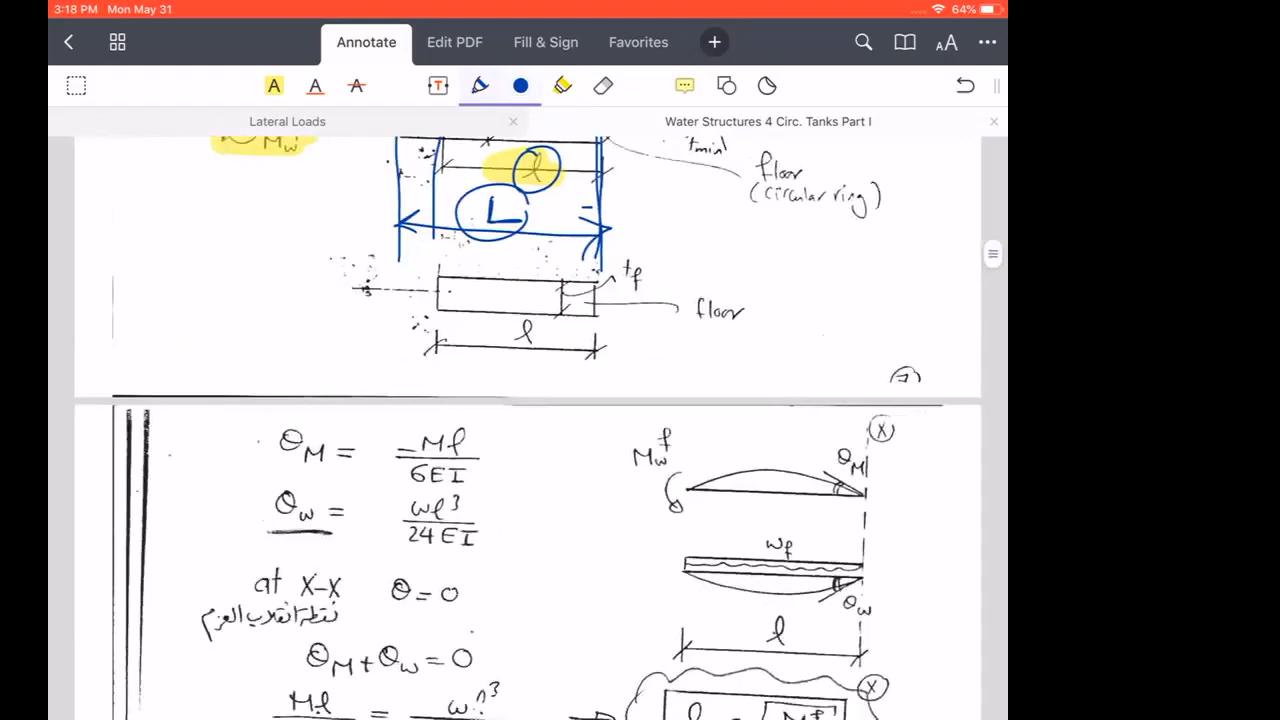 3:18 PM Mon May 31
64%
Annotate
Edit PDF
Fill & Sign
Favorites
Lateral Loads
Water Structures 4 Circ. Tanks Part I
Mw
tmin
l
floor
(circular ring)
L
tf
floor
l
θM = -Ml / 6EI
Mw^f
θM
X
θw = wl³ / 24EI
wf
θw
at X-X θ = 0
نقطة انقلاب العزم
l
θM + θw = 0
X
Ml = w